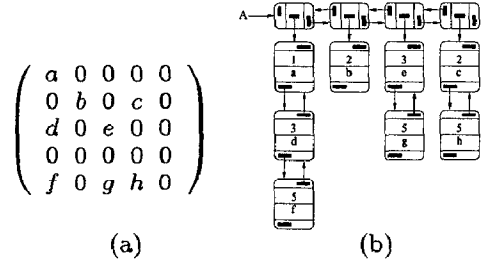 a 0 0 0 0
0 b 0 c 0
d 0 e 0 0
0 0 0 0 0
f 0 g h 0
(a)
A
1 2 3 2
a b e c
3 5 5
d g h
5
f
(b)